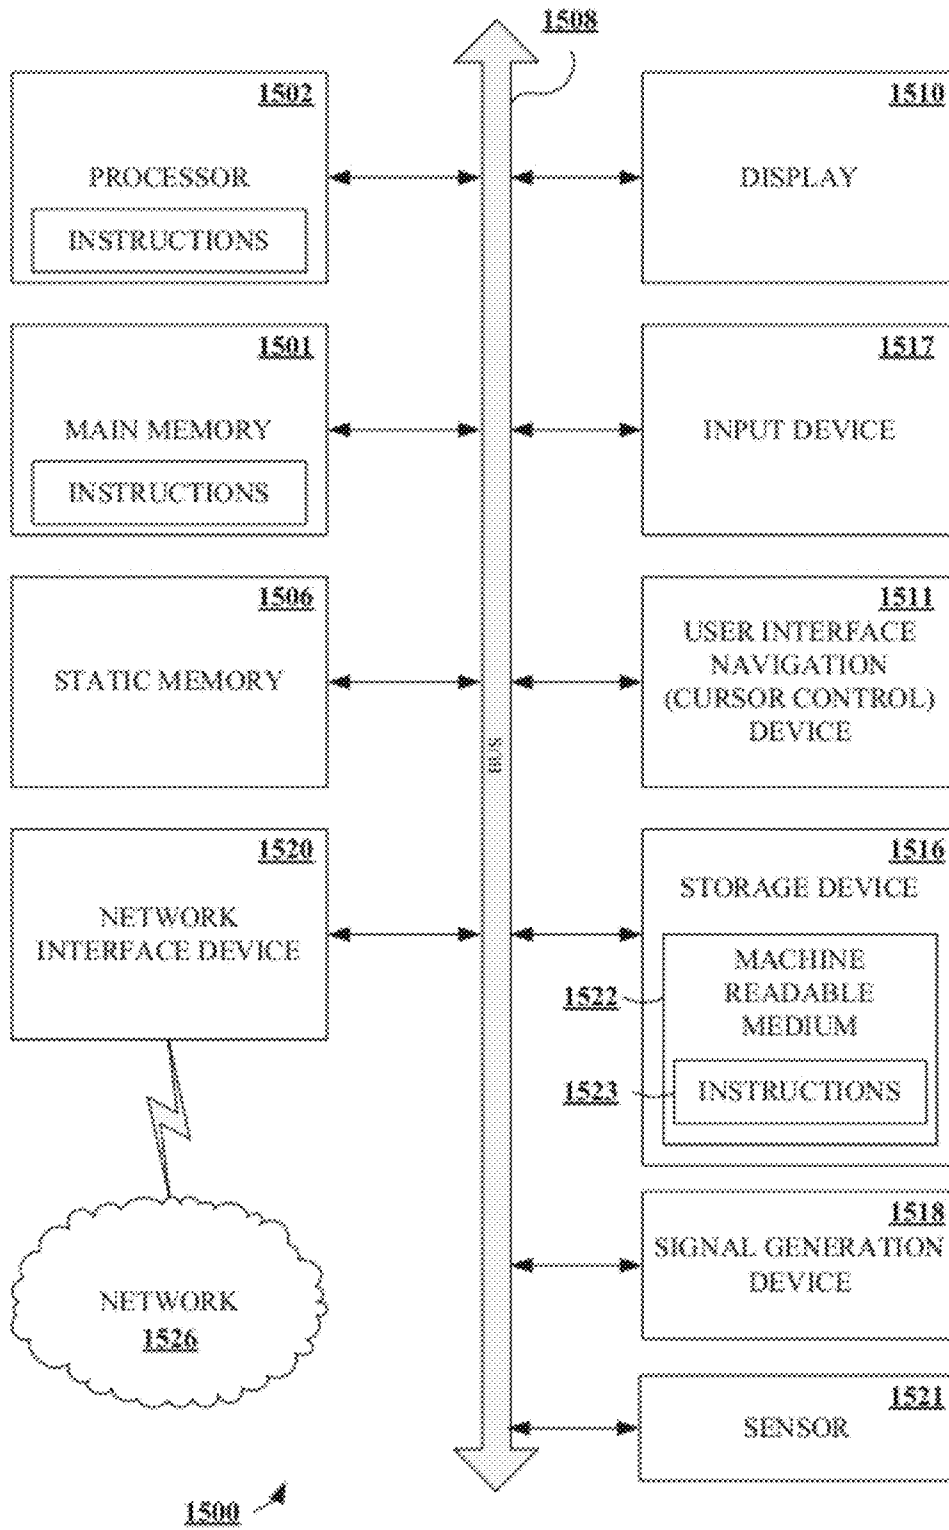 1508
1502
PROCESSOR
INSTRUCTIONS
1510
DISPLAY
1501
MAIN MEMORY
INSTRUCTIONS
1517
INPUT DEVICE
1506
STATIC MEMORY
1511
USER INTERFACE
NAVIGATION
(CURSOR CONTROL)
DEVICE
BUS
1520
NETWORK
INTERFACE DEVICE
1516
STORAGE DEVICE
MACHINE
READABLE
MEDIUM
1522
INSTRUCTIONS
1523
1518
SIGNAL GENERATION
DEVICE
NETWORK
1526
1521
SENSOR
1500